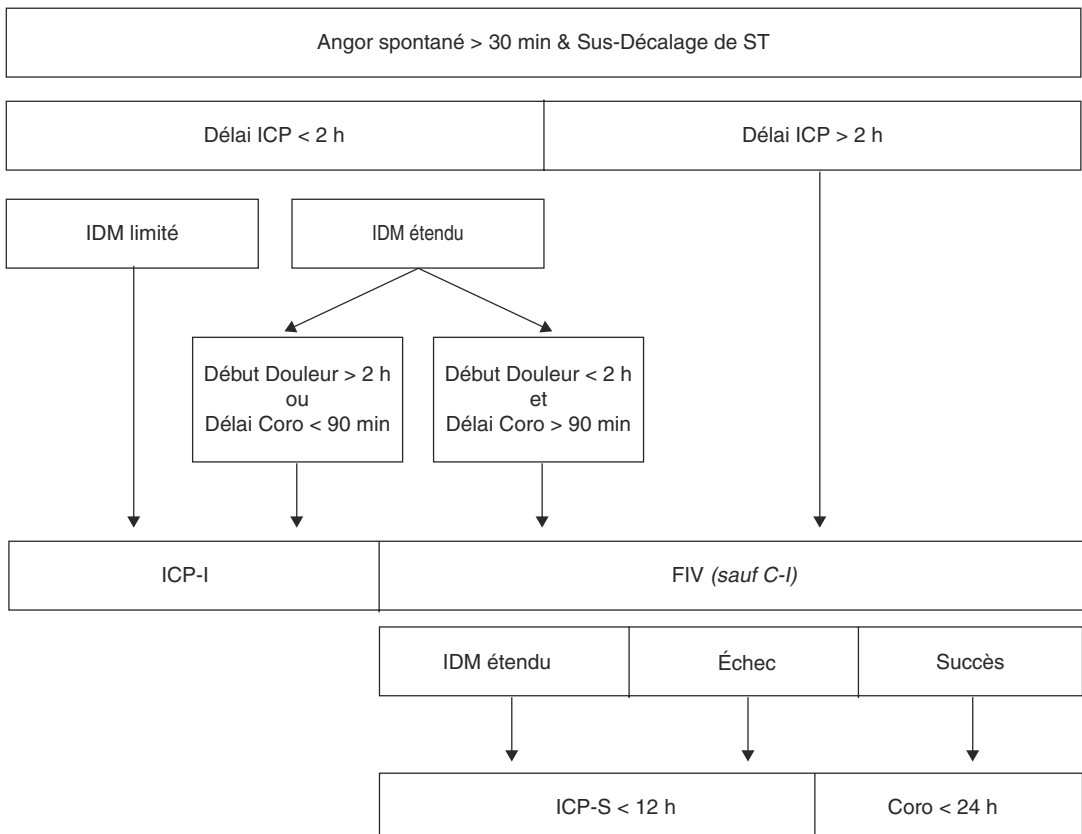 Angor spontané > 30 min & Sus-Décalage de ST
Délai ICP < 2 h
Délai ICP > 2 h
IDM limité
IDM étendu
Début Douleur > 2 h
ou
Délai Coro < 90 min
Début Douleur < 2 h
et
Délai Coro > 90 min
ICP-I
FIV (sauf C-I)
IDM étendu
Échec
Succès
ICP-S < 12 h
Coro < 24 h